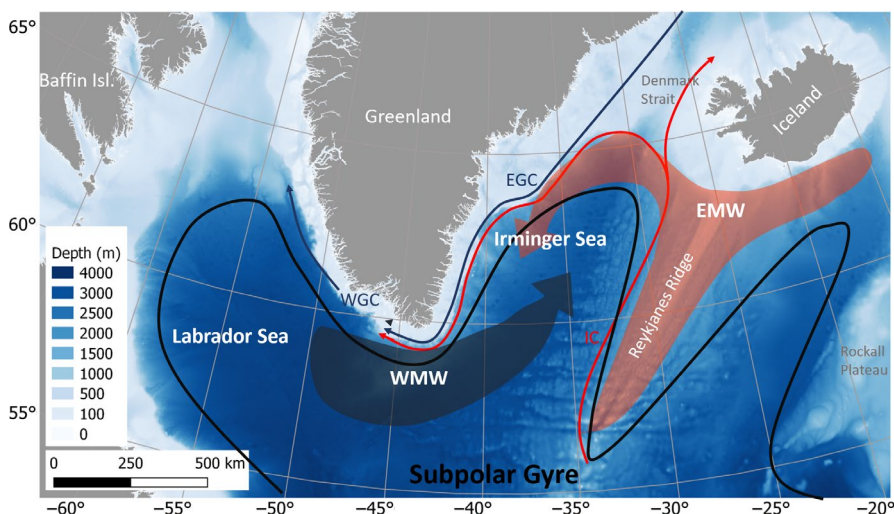 65°
60°
55°
Baffin Isl.
Greenland
Denmark
Strait
Iceland
EGC
EMW
Irminger Sea
WGC
Labrador Sea
WMW
IC
Reykjanes Ridge
Rockall
Plateau
Subpolar Gyre
Depth (m)
4000
3000
2500
2000
1500
1000
500
100
0
0 250 500 km
−60° −55° −50° −45° −40° −35° −30° −25° −20°